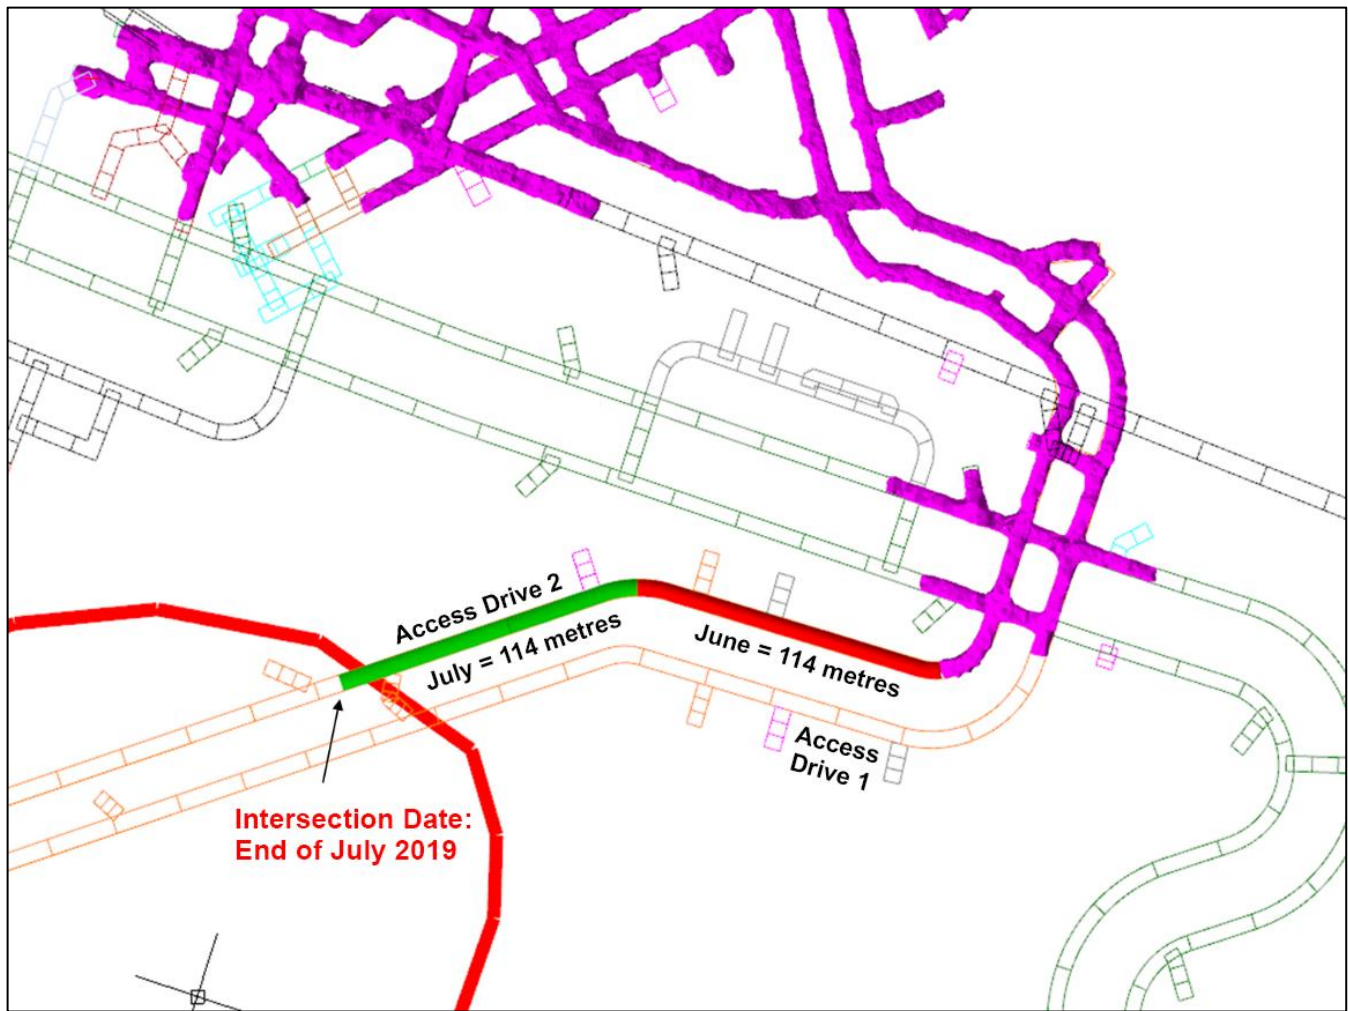 Access Drive 2
July = 114 metres
June = 114 metres
Access
Drive 1
Intersection Date:
End of July 2019